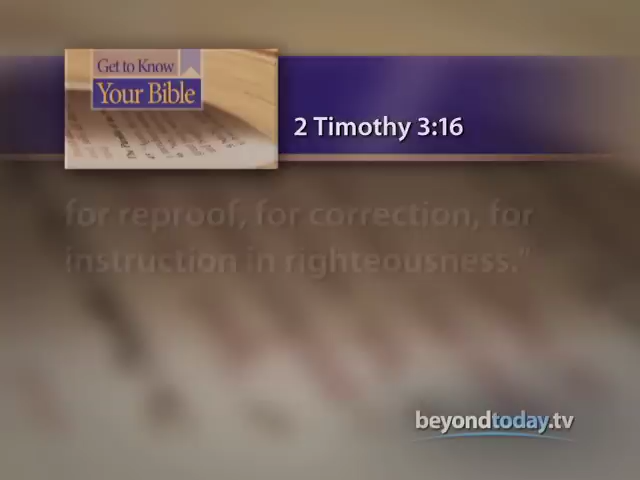 Get to Know
Your Bible
2 Timothy 3:16
for reproof, for correction, for
instruction in righteousness."
beyondtoday.tv